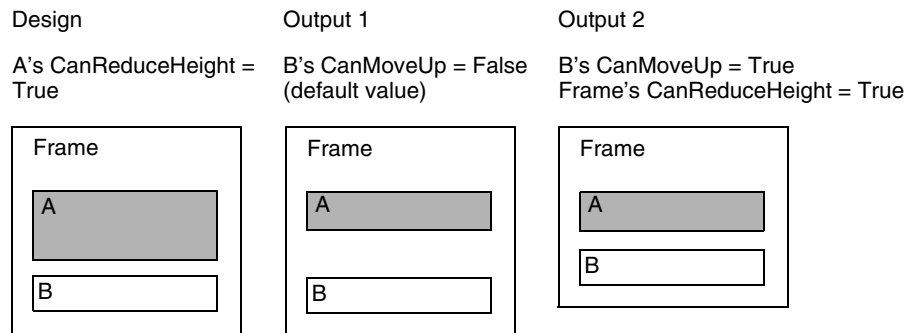 Design
A's CanReduceHeight =
True
Output 1
B's CanMoveUp = False
(default value)
Output 2
B's CanMoveUp = True
Frame's CanReduceHeight = True
Frame
A
B
Frame
A
B
Frame
A
B